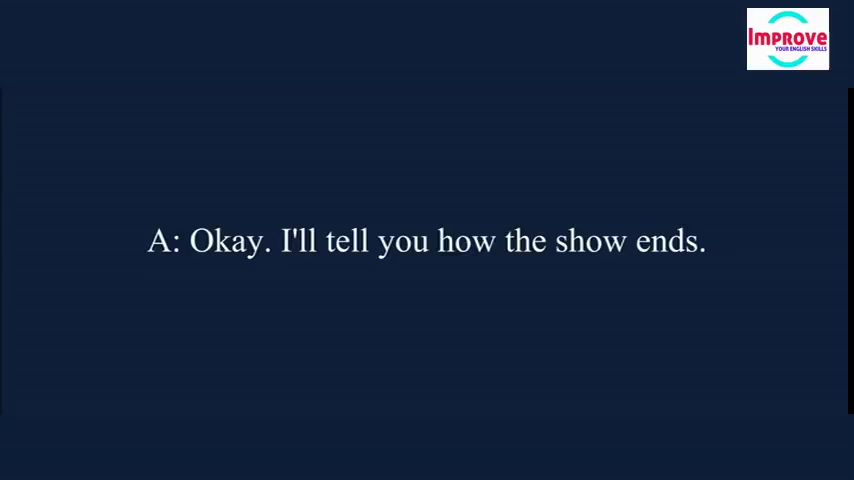 Improve
YOUR ENGLISH SKILLS
A: Okay. I'll tell you how the show ends.